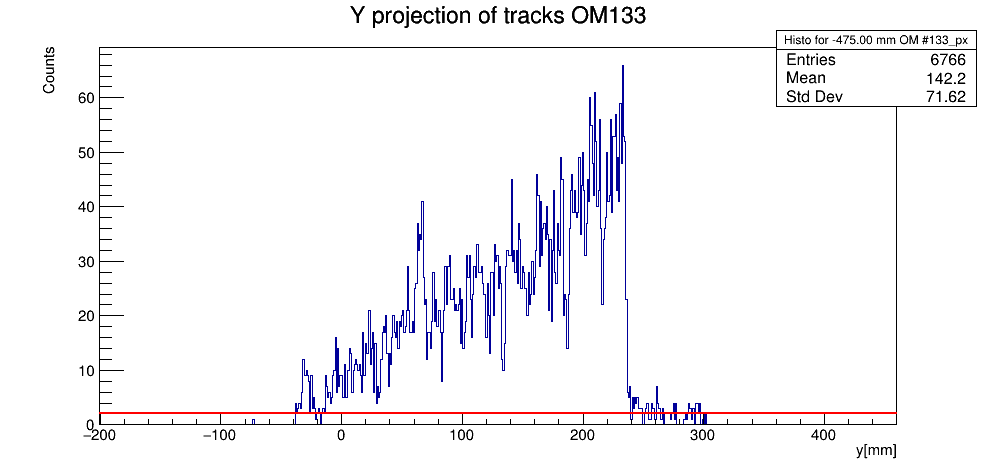 Y projection of tracks OM133
Histo for -475.00 mm OM #133_px
Entries 6766
Mean 142.2
Std Dev 71.62
Counts
60
50
40
30
20
10
0
−200 −100 0 100 200 300 400
y[mm]